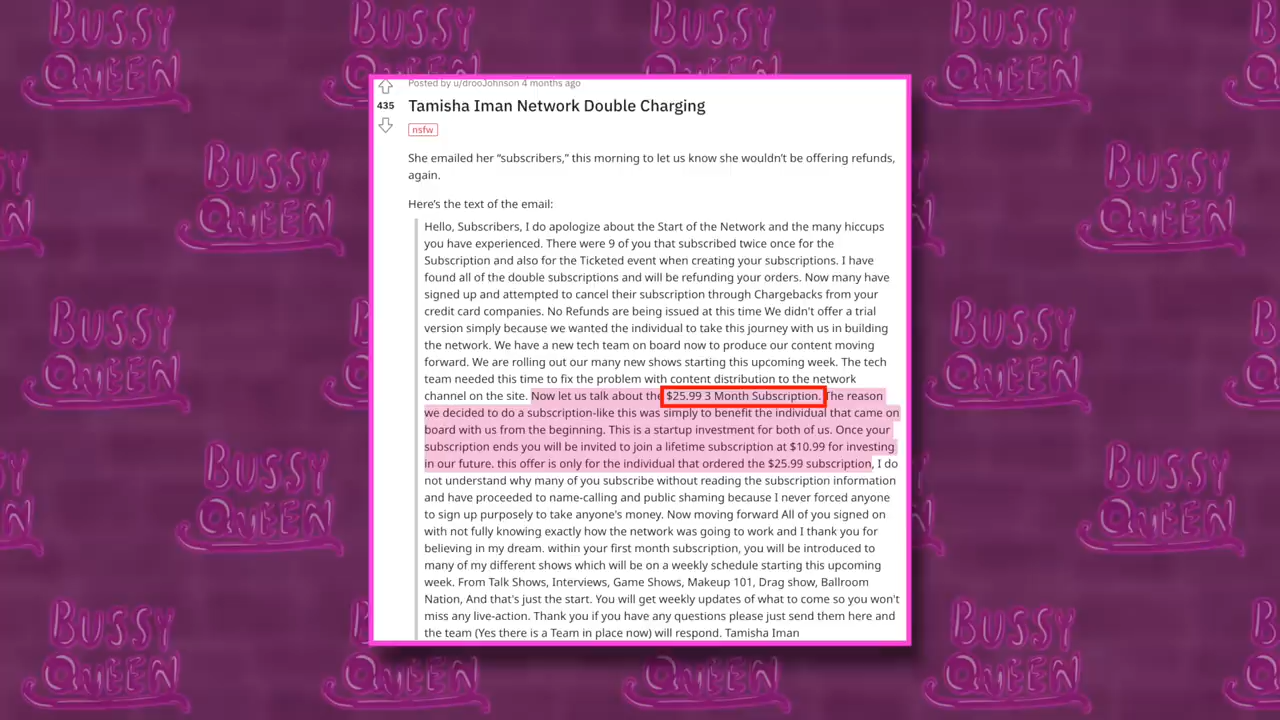 Posted by u/drooJohnson 4 months ago
435
Tamisha Iman Network Double Charging
nsfw
She emailed her “subscribers,” this morning to let us know she wouldn’t be offering refunds,
again.
Here’s the text of the email:
Hello, Subscribers, I do apologize about the Start of the Network and the many hiccups
you have experienced. There were 9 of you that subscribed twice once for the
Subscription and also for the Ticketed event when creating your subscriptions. I have
found all of the double subscriptions and will be refunding your orders. Now many have
signed up and attempted to cancel their subscription through Chargebacks from your
credit card companies. No Refunds are being issued at this time We didn't offer a trial
version simply because we wanted the individual to take this journey with us in building
the network. We have a new tech team on board now to produce our content moving
forward. We are rolling out our many new shows starting this upcoming week. The tech
team needed this time to fix the problem with content distribution to the network
channel on the site. Now let us talk about the $25.99 3 Month Subscription. The reason
we decided to do a subscription-like this was simply to benefit the individual that came on
board with us from the beginning. This is a startup investment for both of us. Once your
subscription ends you will be invited to join a lifetime subscription at $10.99 for investing
in our future. this offer is only for the individual that ordered the $25.99 subscription, I do
not understand why many of you subscribe without reading the subscription information
and have proceeded to name-calling and public shaming because I never forced anyone
to sign up purposely to take anyone's money. Now moving forward All of you signed on
with not fully knowing exactly how the network was going to work and I thank you for
believing in my dream. within your first month subscription, you will be introduced to
many of my different shows which will be on a weekly schedule starting this upcoming
week. From Talk Shows, Interviews, Game Shows, Makeup 101, Drag show, Ballroom
Nation, And that's just the start. You will get weekly updates of what to come so you won't
miss any live-action. Thank you if you have any questions please just send them here and
the team (Yes there is a Team in place now) will respond. Tamisha Iman
BUSSY
QUEEN
BUSSY
QUEEN
BUSSY
QUEEN
BUSSY
QUEEN
BUSSY
QUEEN
BUSSY
QUEEN
BUSSY
QUEEN
BUSSY
QUEEN
BUSSY
QUEEN
BUSSY
QUEEN